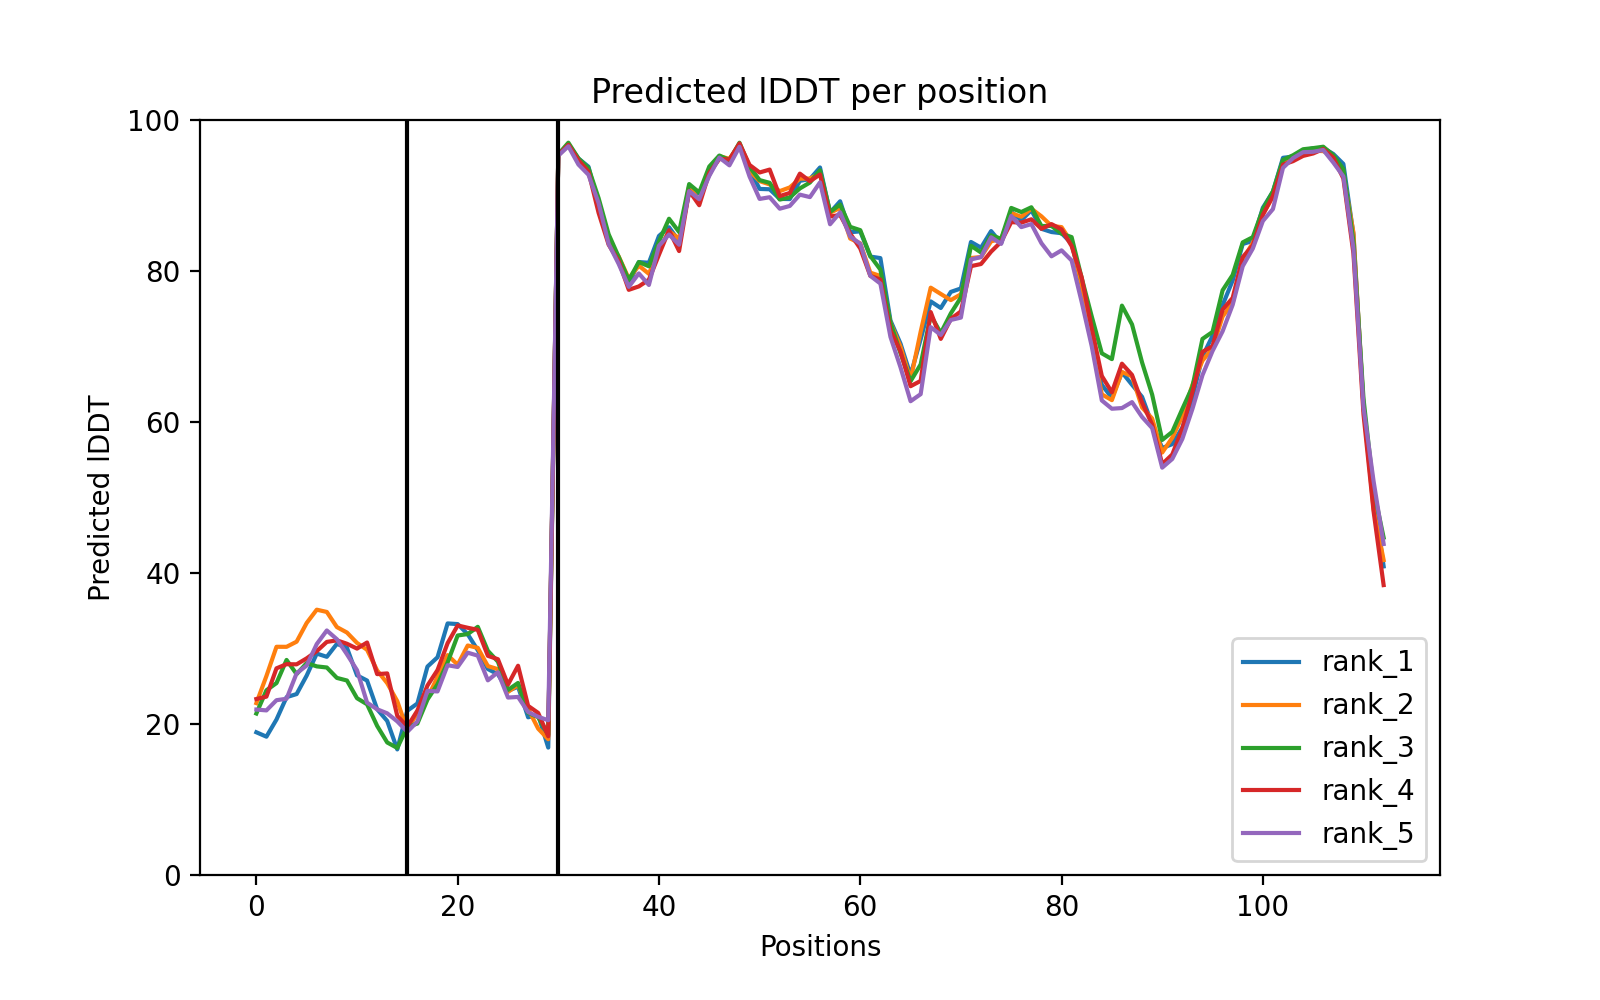 Predicted lDDT per position
100
80
60
40
20
0
Predicted lDDT
0 20 40 60 80 100
Positions
rank_1
rank_2
rank_3
rank_4
rank_5